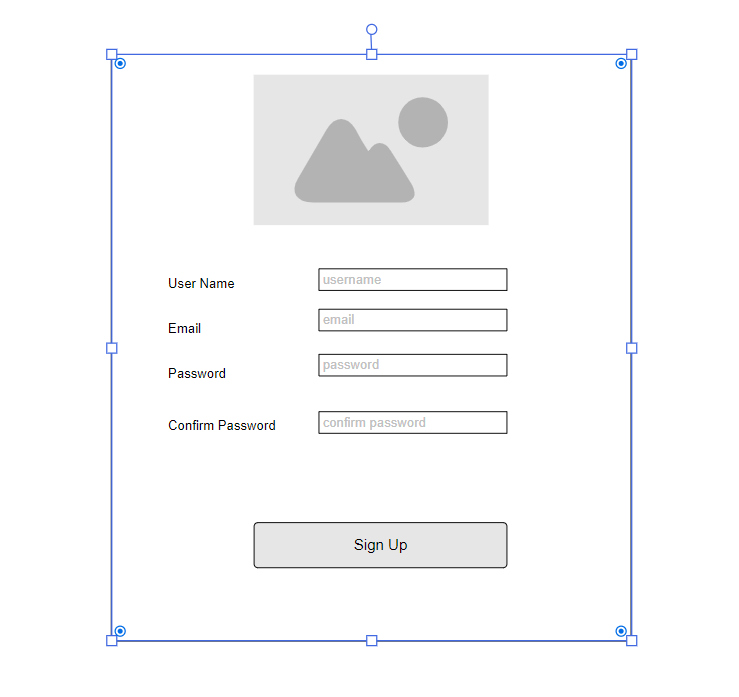 User Name
username
Email
email
Password
password
Confirm Password
confirm password
Sign Up